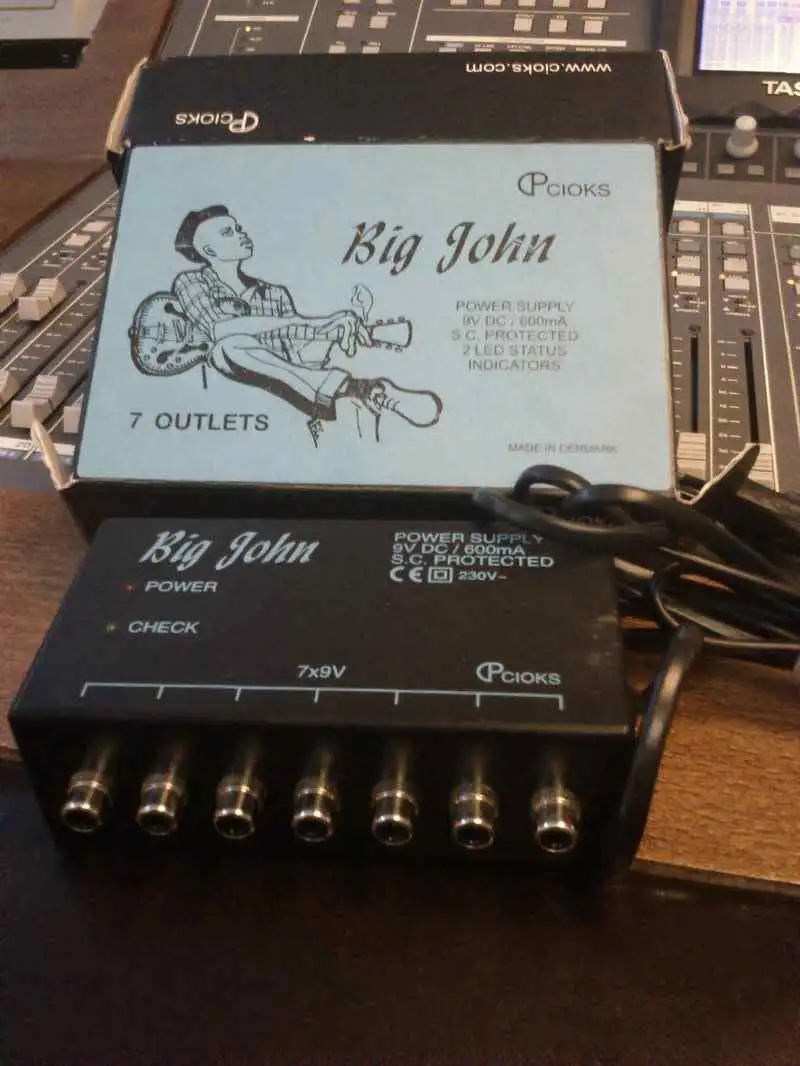 www.cioks.com
CIOKS
TAS
CIOKS
Big John
POWER SUPPLY
9V DC / 600mA
S.C. PROTECTED
2 LED STATUS
INDICATORS
7 OUTLETS
MADE IN DENMARK
Big John
POWER SUPPLY
9V DC / 600mA
S.C. PROTECTED
CE 230V~
POWER
CHECK
7x9V
CIOKS